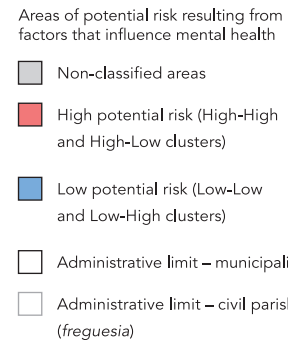 Areas of potential risk resulting from
factors that influence mental health
Non-classified areas
High potential risk (High-High
and High-Low clusters)
Low potential risk (Low-Low
and Low-High clusters)
Administrative limit – municipali
Administrative limit – civil parish
(freguesia)